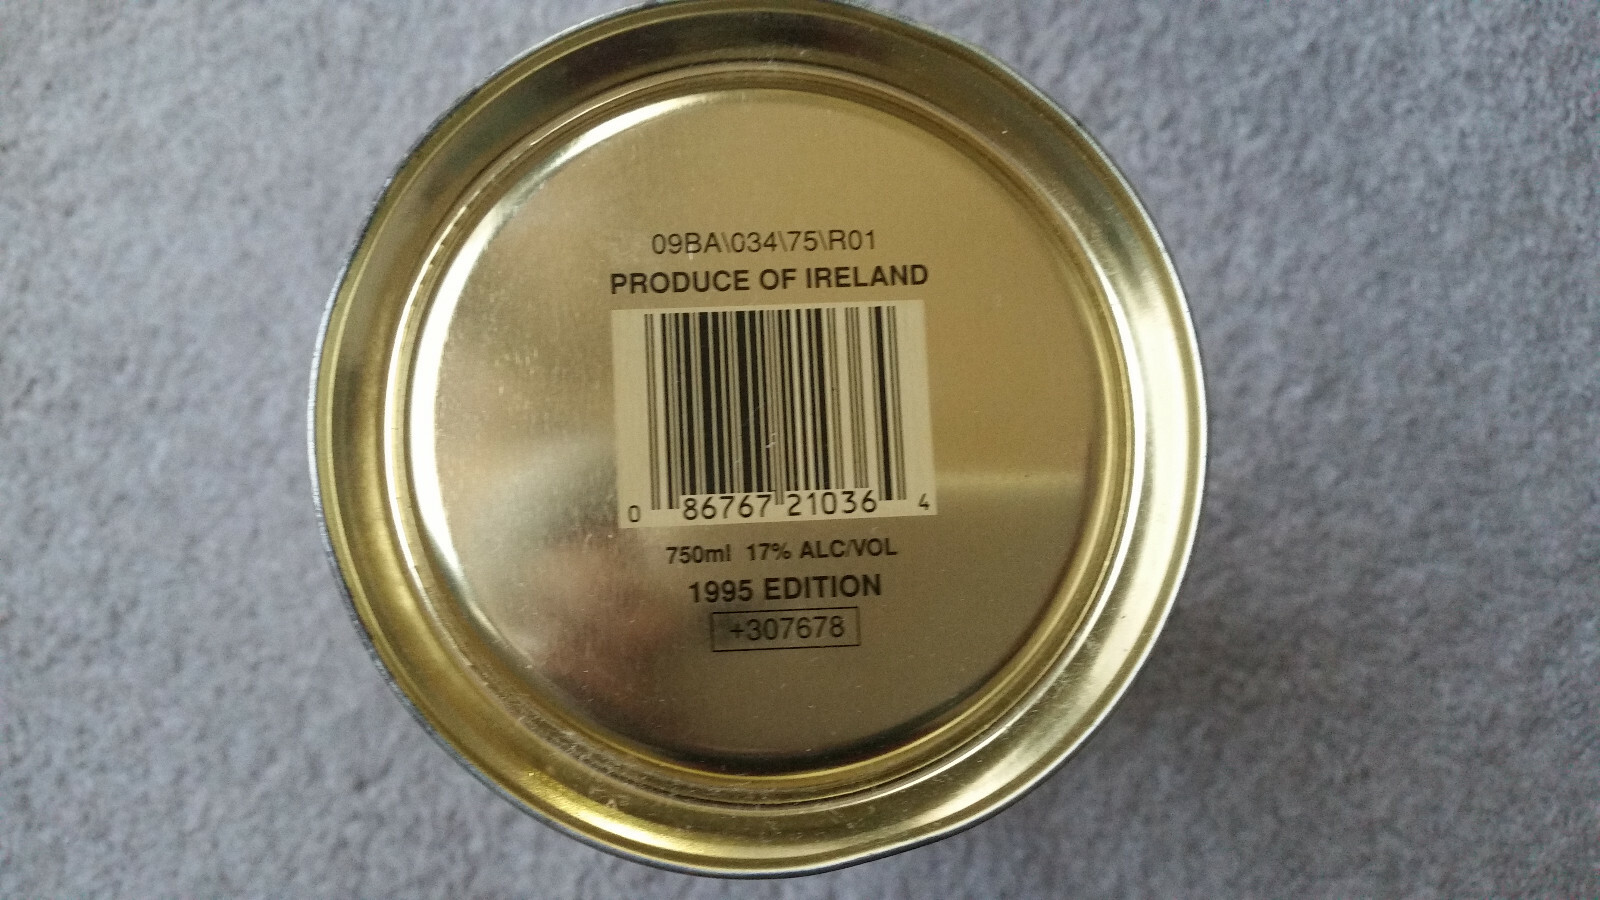 09BA\034\75\R01
PRODUCE OF IRELAND
0 86767 21036 4
750ml 17% ALC/VOL
1995 EDITION
+307678